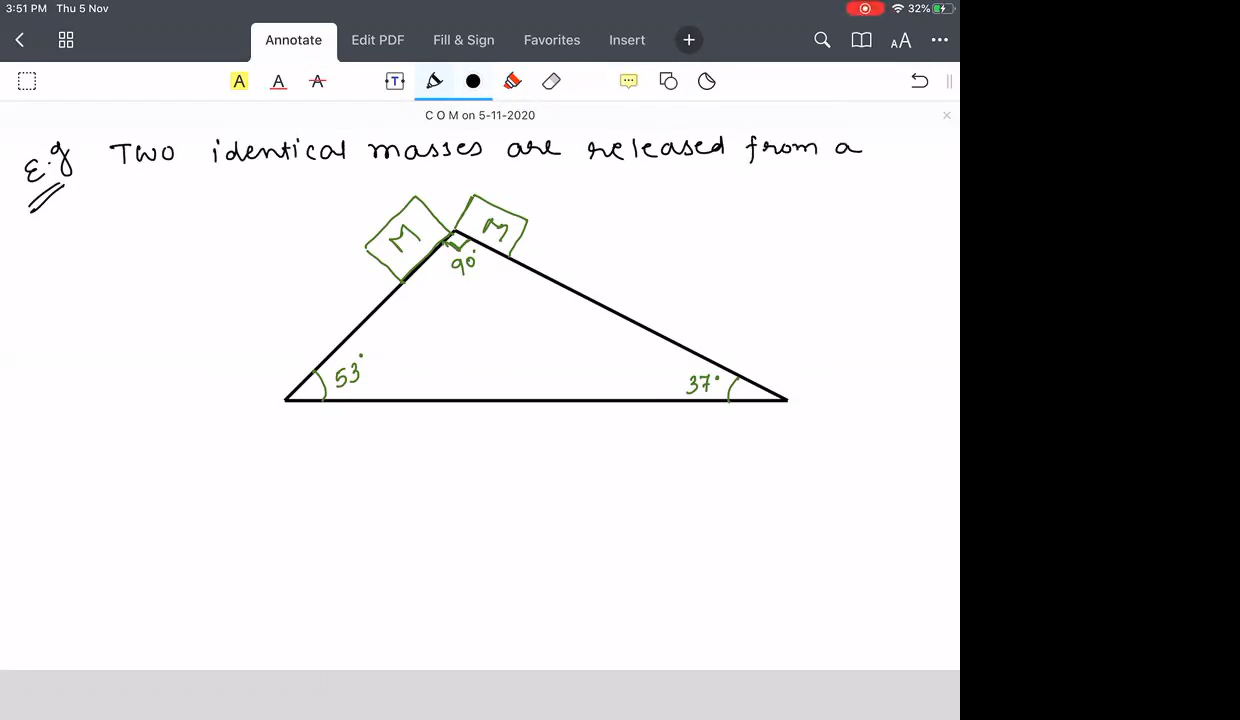 3:51 PM Thu 5 Nov
32%
Annotate Edit PDF Fill & Sign Favorites Insert
A A A T
C O M on 5-11-2020
E.g Two identical masses are released from a
M M
90°
53° 37°